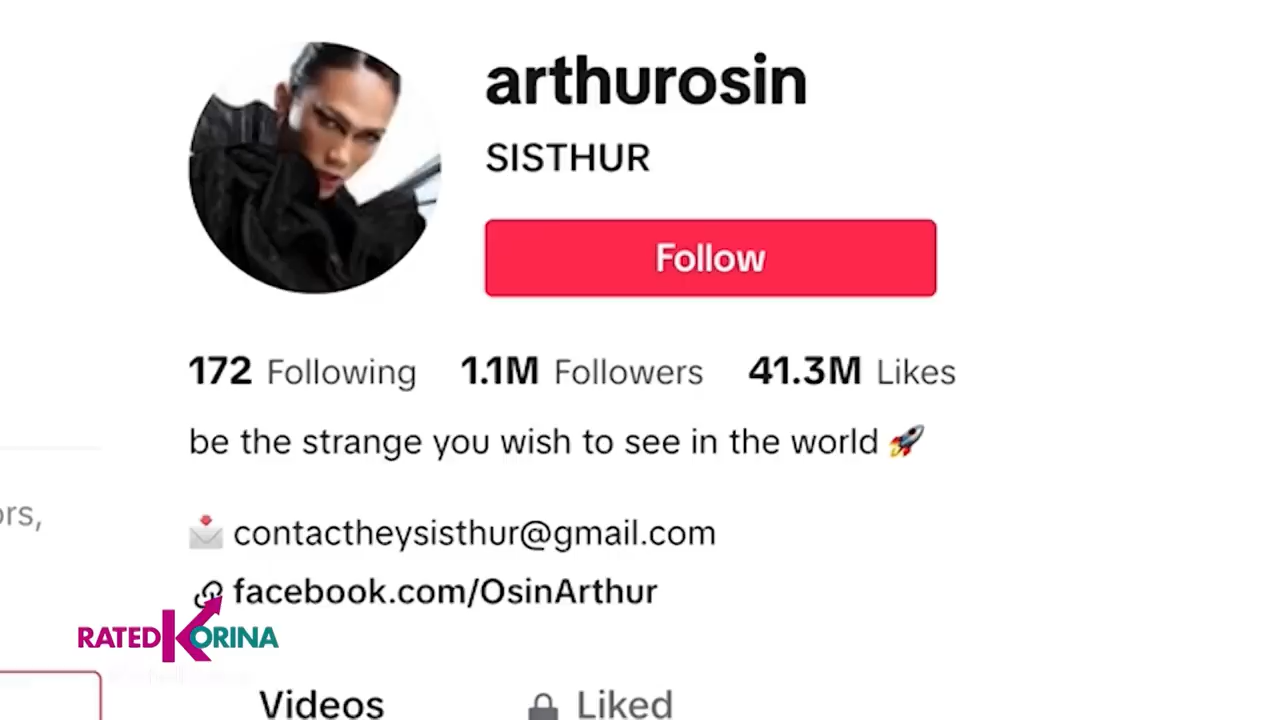 arthurosin
SISTHUR
Follow
172 Following 1.1M Followers 41.3M Likes
be the strange you wish to see in the world 🚀
contactheysisthur@gmail.com
facebook.com/OsinArthur
ors,
RATED KORINA
Videos Liked